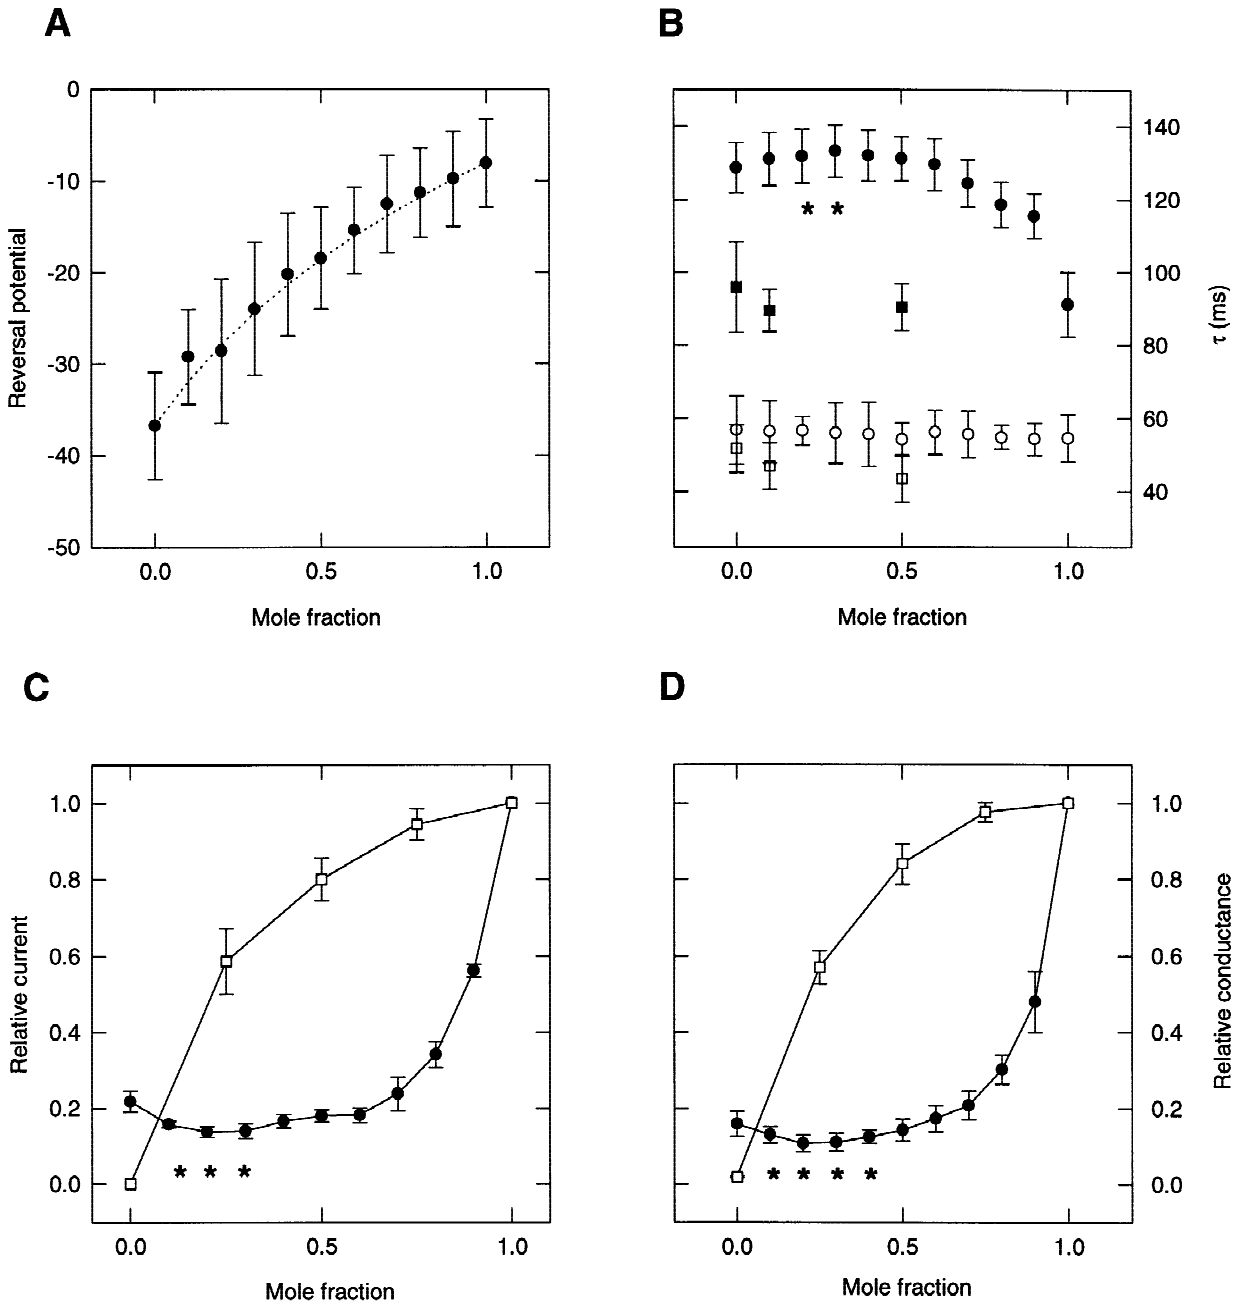 A
B
0
-10
-20
-30
-40
-50
Reversal potential
0.0 0.5 1.0
Mole fraction
140
120
100
80
60
40
τ (ms)
* *
0.0 0.5 1.0
Mole fraction
C
D
1.0
0.8
0.6
0.4
0.2
0.0
Relative current
* * *
0.0 0.5 1.0
Mole fraction
1.0
0.8
0.6
0.4
0.2
0.0
Relative conductance
* * * *
0.0 0.5 1.0
Mole fraction